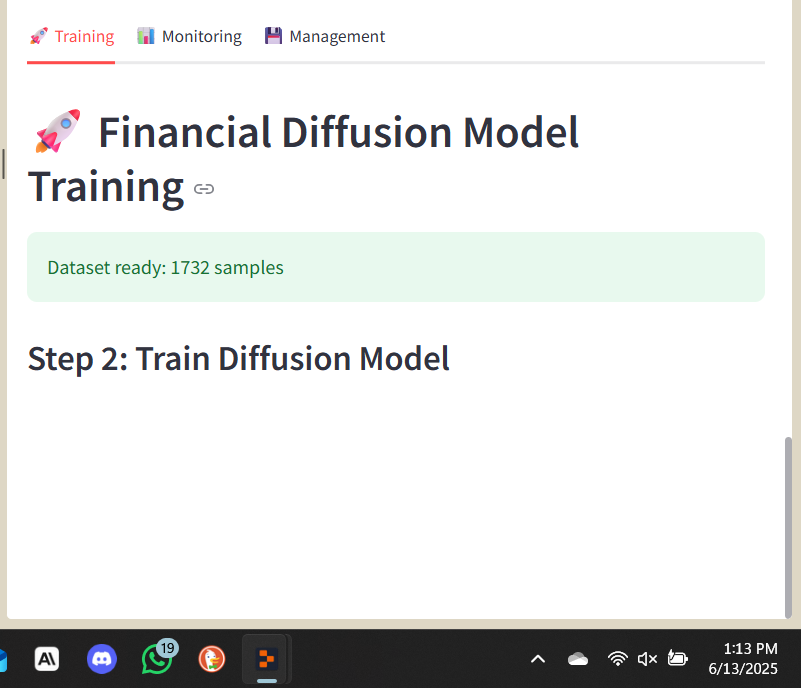 Training Monitoring Management
Financial Diffusion Model
Training
Dataset ready: 1732 samples
Step 2: Train Diffusion Model
AI
19
1:13 PM
6/13/2025